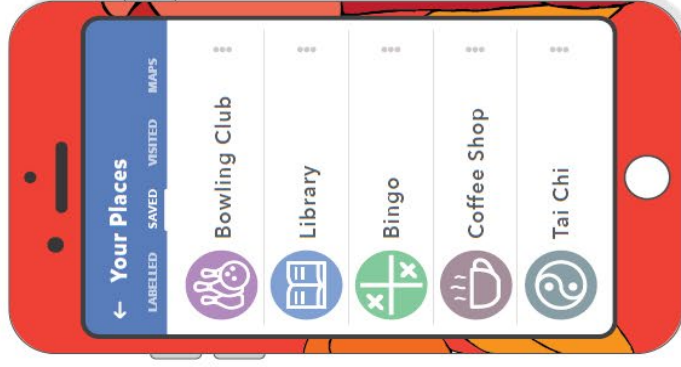 ← Your Places
LABELLED SAVED VISITED MAPS
Bowling Club
Library
Bingo
Coffee Shop
Tai Chi